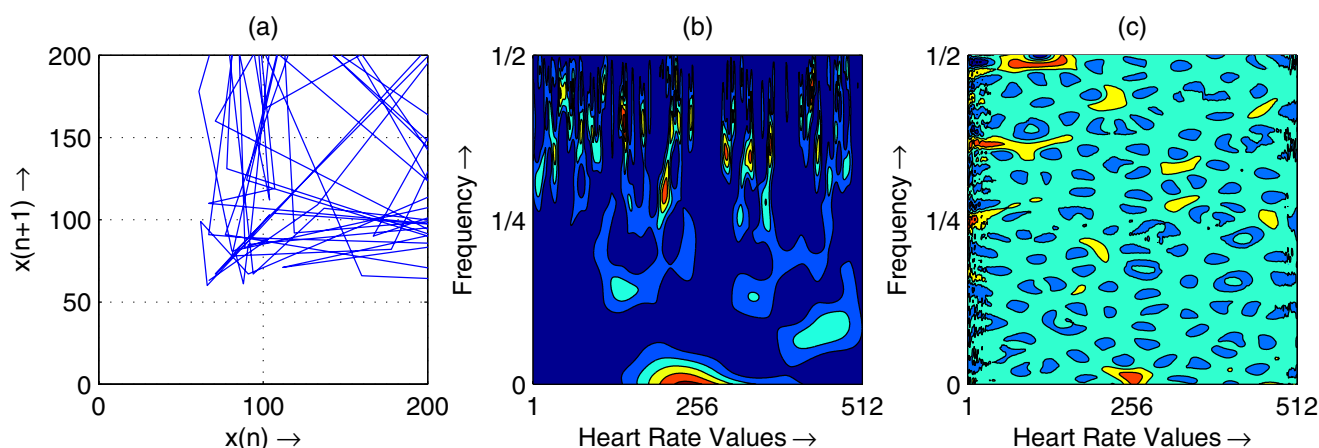 (a)
200
150
100
50
0
0
100
200
x(n) →
x(n+1) →
(b)
1/2
1/4
0
1
256
512
Heart Rate Values →
Frequency →
(c)
1/2
1/4
0
1
256
512
Heart Rate Values →
Frequency →